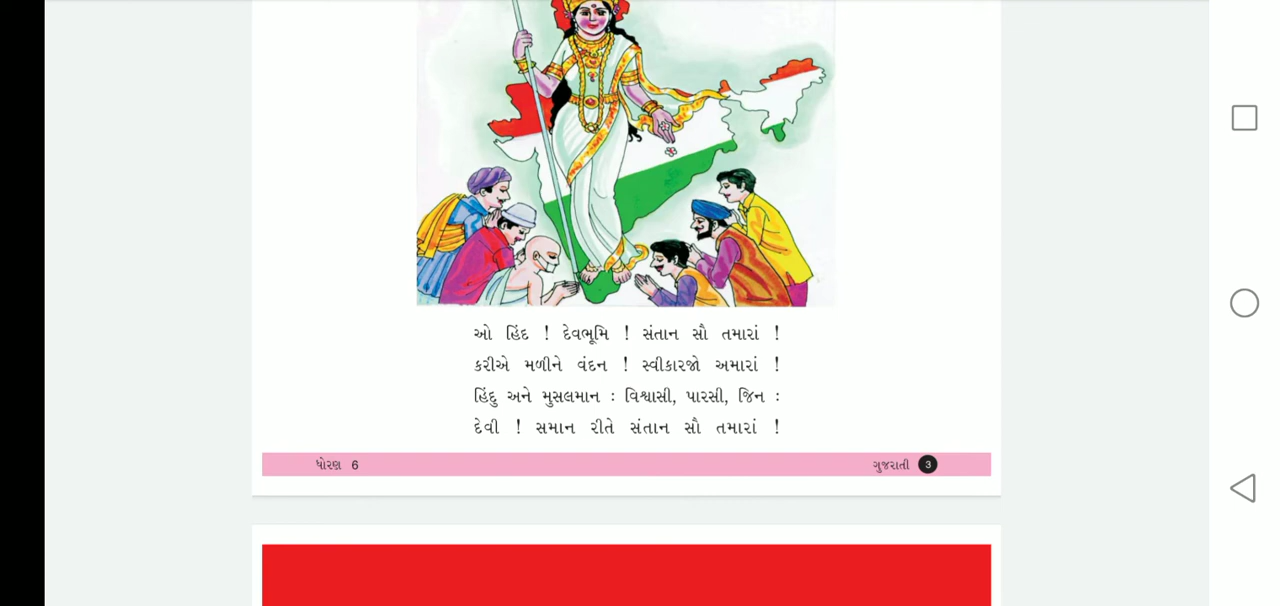 ઓ હિંદ ! દેવભૂમિ ! સંતાન સૌ તમારાં !
કરીએ મળીને વંદન ! સ્વીકારજો અમારાં !
હિંદુ અને મુસલમાન : વિશ્વાસી, પારસી, જિન :
દેવી ! સમાન રીતે સંતાન સૌ તમારાં !
ધોરણ 6 ગુજરાતી 3